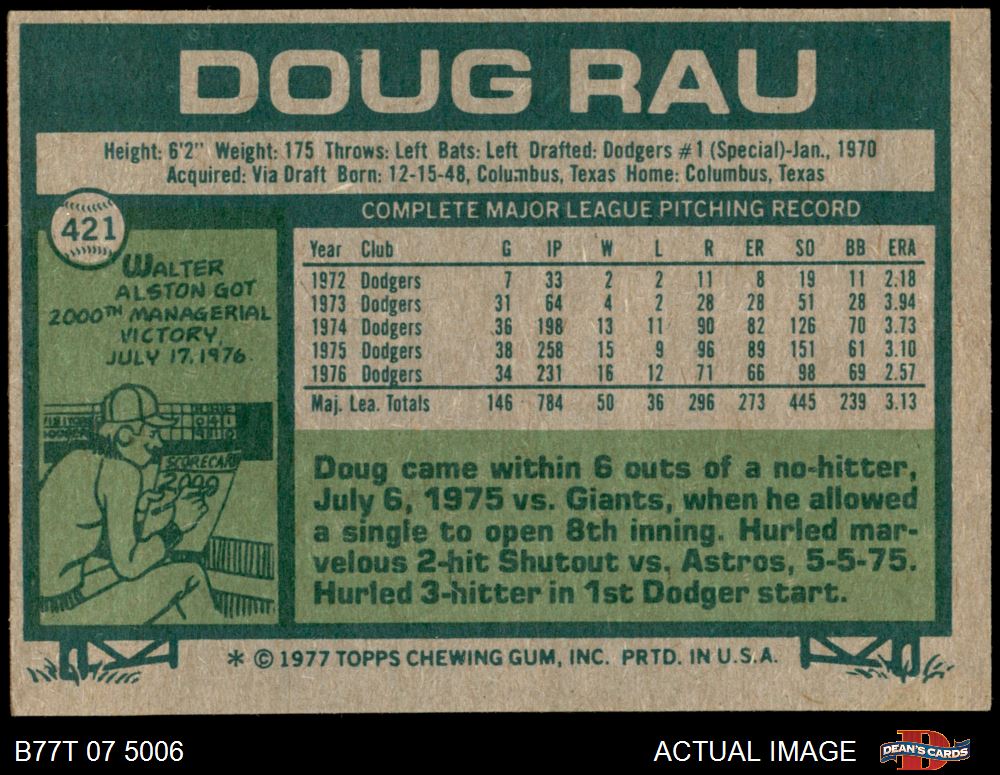 DOUG RAU
Height: 6'2" Weight: 175 Throws: Left Bats: Left Drafted: Dodgers #1 (Special)-Jan., 1970
Acquired: Via Draft Born: 12-15-48, Columbus, Texas Home: Columbus, Texas
421
WALTER
ALSTON GOT
2000TH MANAGERIAL
VICTORY,
JULY 17, 1976.
SCORECARD
2000
COMPLETE MAJOR LEAGUE PITCHING RECORD
Year Club G IP W L R ER SO BB ERA
1972 Dodgers 7 33 2 2 11 8 19 11 2.18
1973 Dodgers 31 64 4 2 28 28 51 28 3.94
1974 Dodgers 36 198 13 11 90 82 126 70 3.73
1975 Dodgers 38 258 15 9 96 89 151 61 3.10
1976 Dodgers 34 231 16 12 71 66 98 69 2.57
Maj. Lea. Totals 146 784 50 36 296 273 445 239 3.13
Doug came within 6 outs of a no-hitter,
July 6, 1975 vs. Giants, when he allowed
a single to open 8th inning. Hurled mar-
velous 2-hit Shutout vs. Astros, 5-5-75.
Hurled 3-hitter in 1st Dodger start.
* © 1977 TOPPS CHEWING GUM, INC. PRTD. IN U.S.A.
B77T 07 5006
ACTUAL IMAGE
DEAN'S CARDS